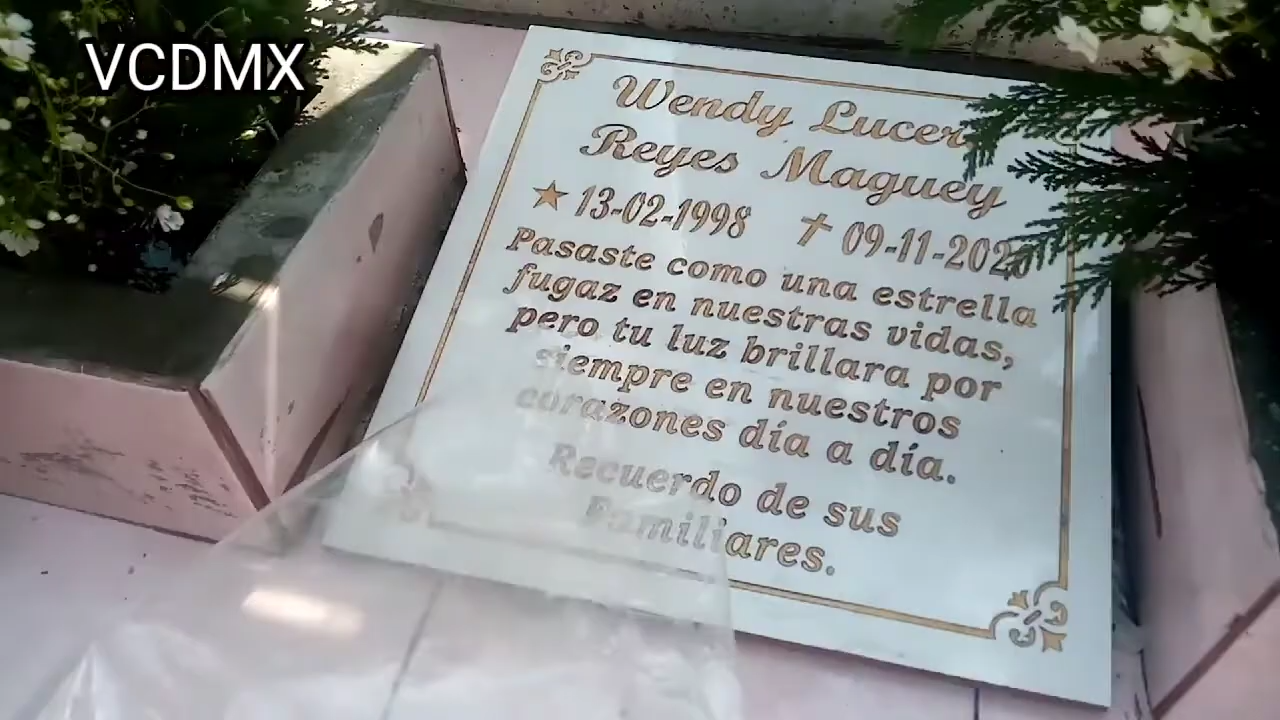 VCDMX
Wendy Lucer
Reyes Maguey
13-02-1998 09-11-202
Pasaste como una estrella
fugaz en nuestras vidas,
pero tu luz brillara por
siempre en nuestros
corazones día a día.
Recuerdo de sus
Familiares.